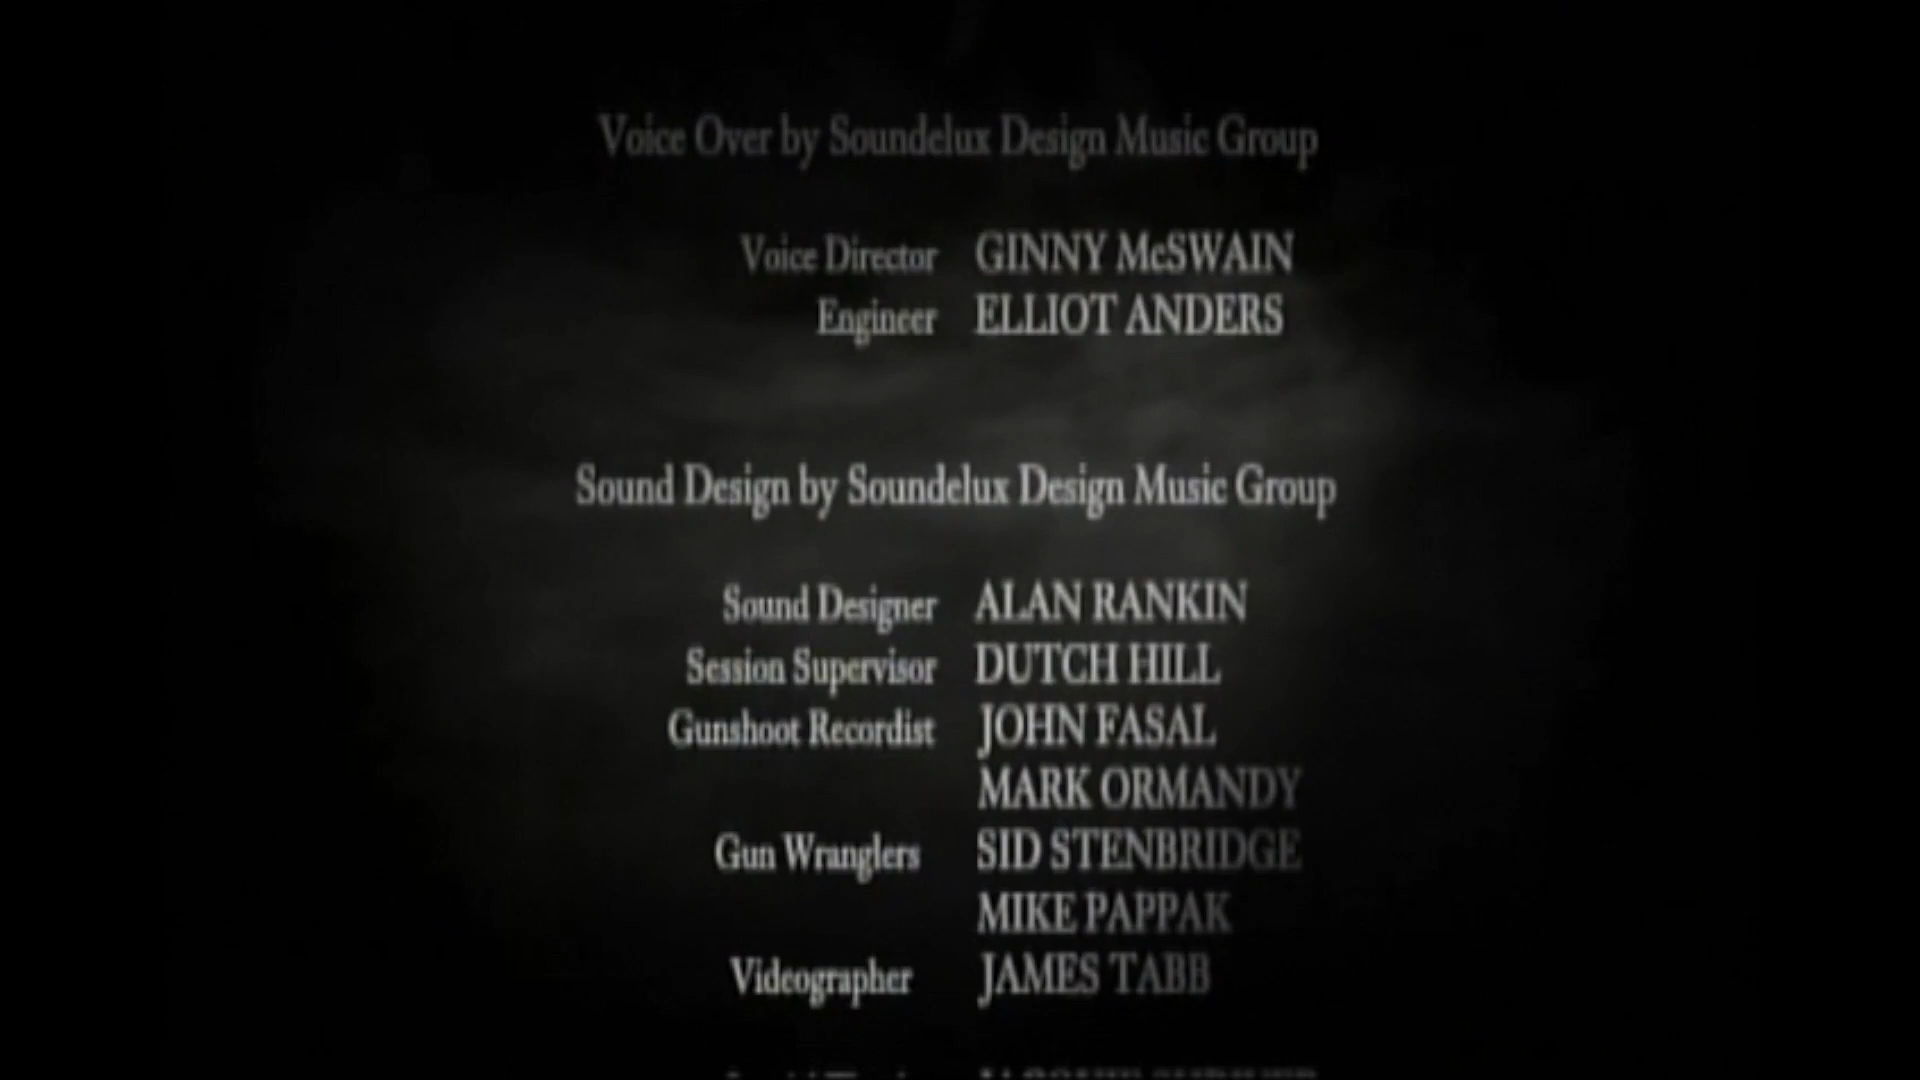 Voice Over by Soundelux Design Music Group
Voice Director GINNY McSWAIN
Engineer ELLIOT ANDERS
Sound Design by Soundelux Design Music Group
Sound Designer ALAN RANKIN
Session Supervisor DUTCH HILL
Gunshoot Recordist JOHN FASAL
MARK ORMANDY
Gun Wranglers SID STENBRIDGE
MIKE PAPPAK
Videographer JAMES TABB